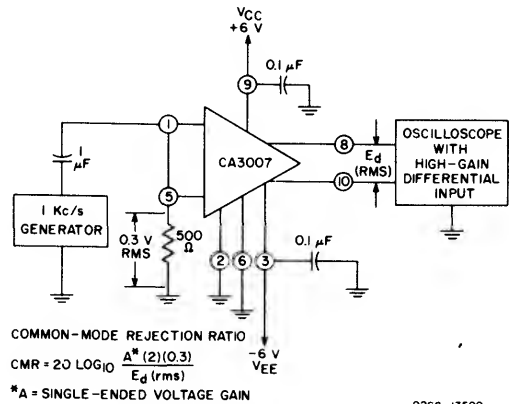 VCC
+6 V
0.1 μF
9
1
8
OSCILLOSCOPE
WITH
HIGH-GAIN
DIFFERENTIAL
INPUT
1
μF
CA3007
Ed
(RMS)
10
5
1 Kc/s
GENERATOR
0.3 V
RMS
500
Ω
2
6
3
0.1 μF
-6 V
VEE
COMMON-MODE REJECTION RATIO
CMR = 20 LOG10 A* (2)(0.3) / Ed (rms)
*A = SINGLE-ENDED VOLTAGE GAIN